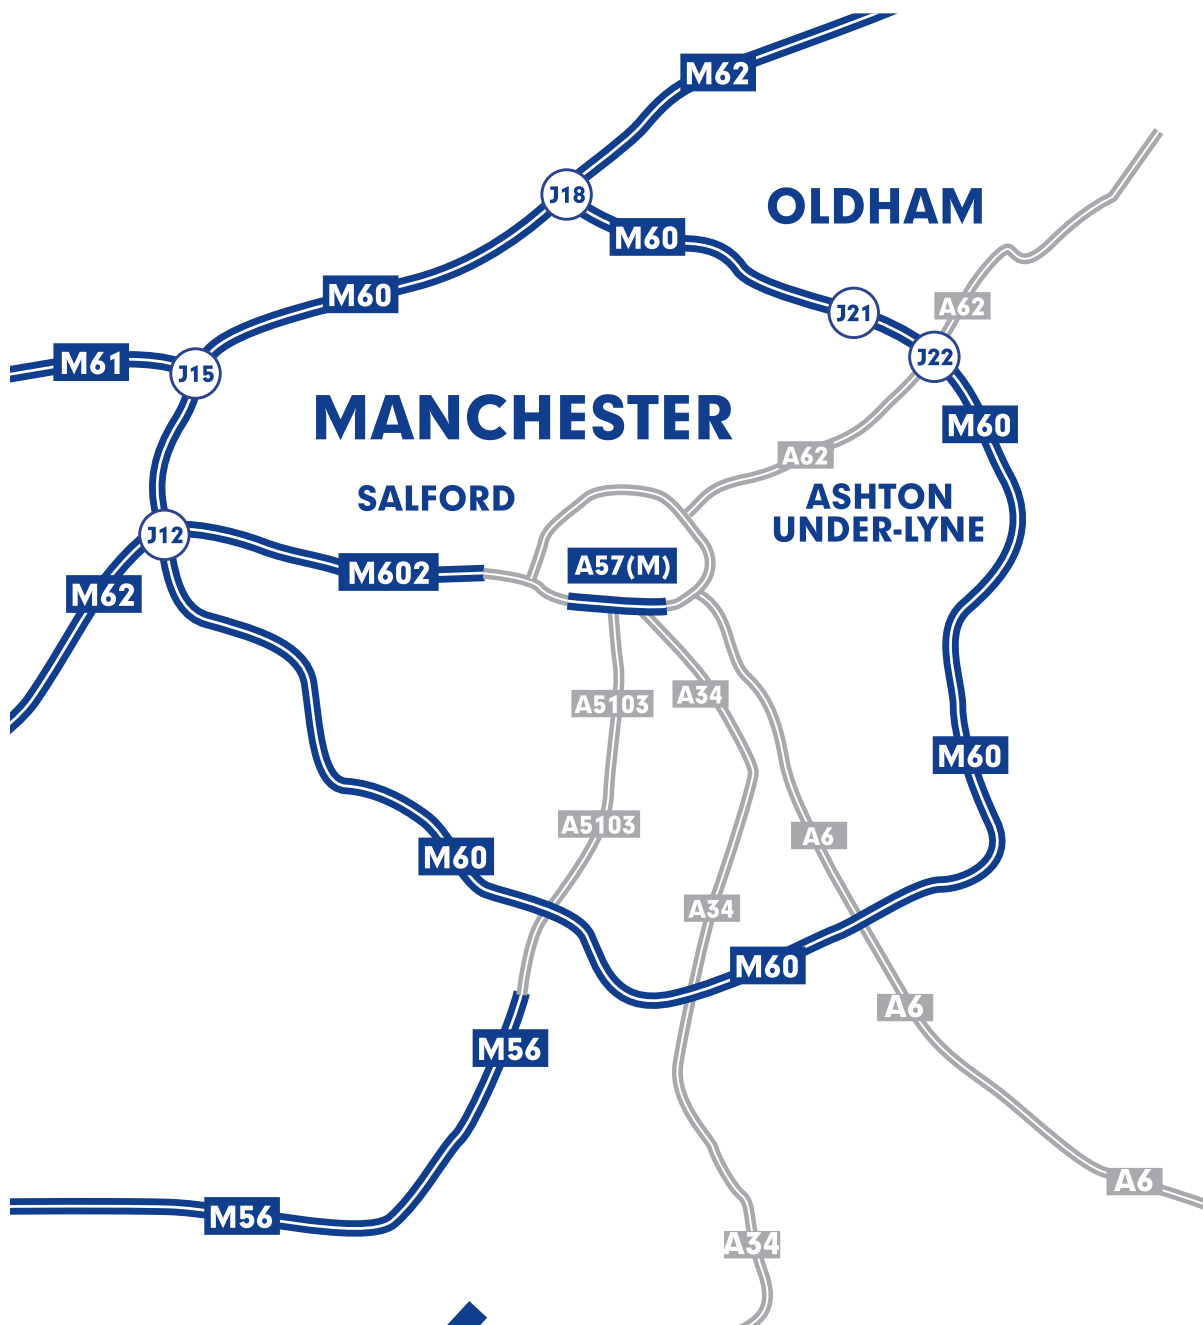 M62
J18
OLDHAM
M60
M60
A62
J21
J22
M61
J15
MANCHESTER
M60
A62
SALFORD
ASHTON
UNDER-LYNE
J12
A57(M)
M602
M62
A34
A5103
M60
A5103
A6
M60
A34
M60
A6
M56
A6
M56
A34